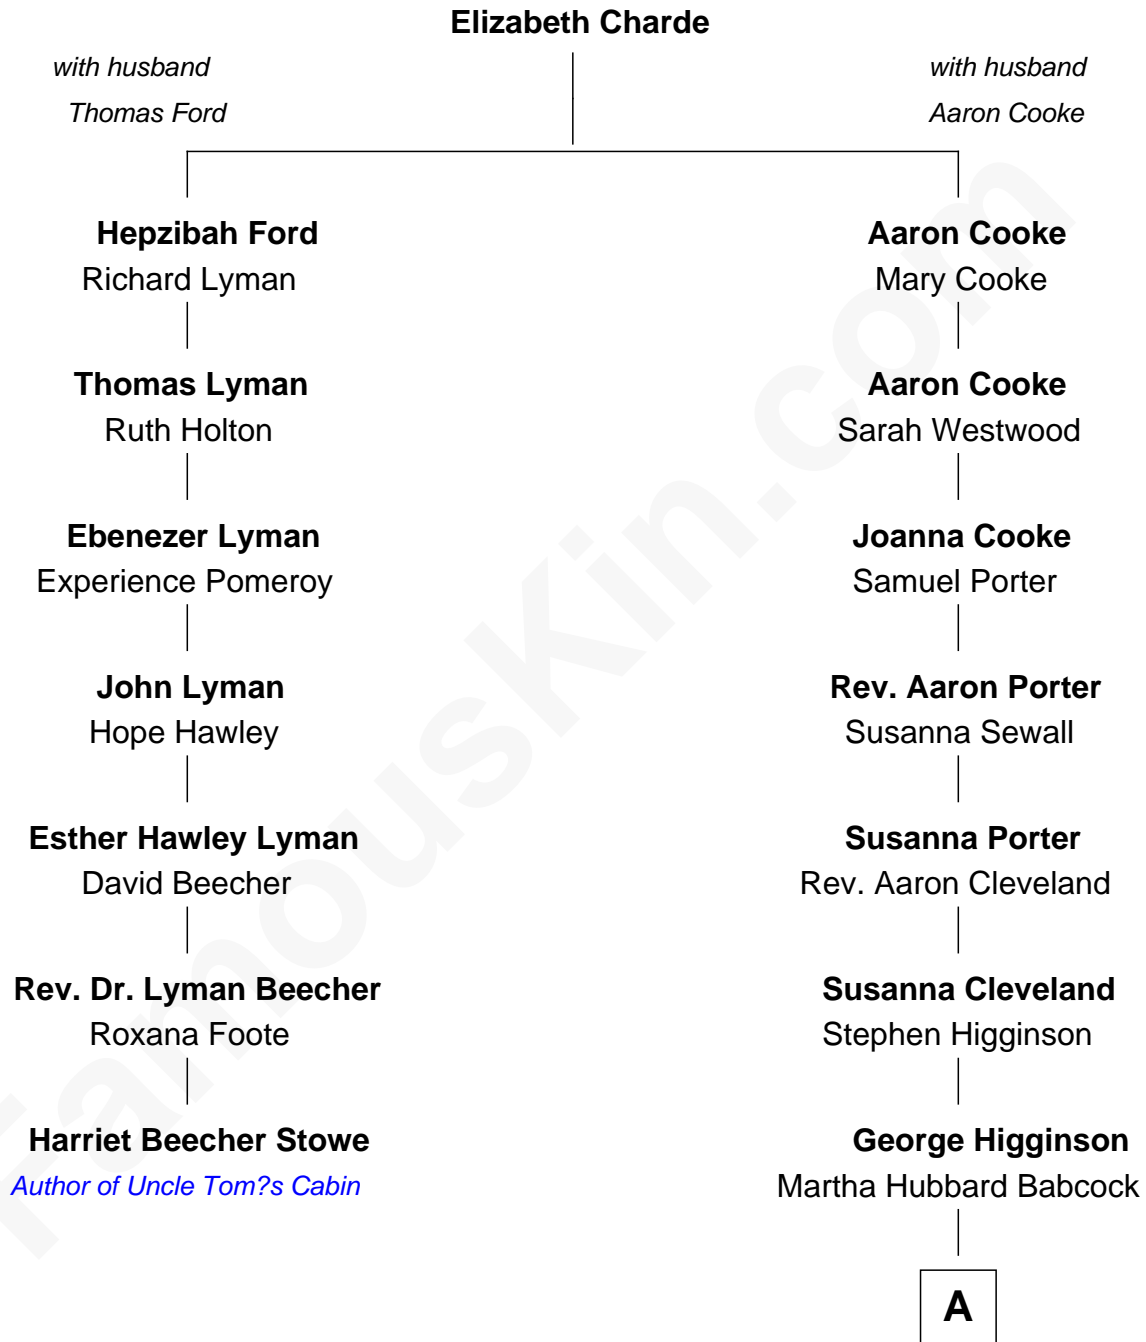 Elizabeth Charde
with husband
Thomas Ford
with husband
Aaron Cooke
Hepzibah Ford
Richard Lyman
Aaron Cooke
Mary Cooke
Thomas Lyman
Ruth Holton
Aaron Cooke
Sarah Westwood
Ebenezer Lyman
Experience Pomeroy
Joanna Cooke
Samuel Porter
John Lyman
Hope Hawley
Rev. Aaron Porter
Susanna Sewall
Esther Hawley Lyman
David Beecher
Susanna Porter
Rev. Aaron Cleveland
Rev. Dr. Lyman Beecher
Roxana Foote
Susanna Cleveland
Stephen Higginson
Harriet Beecher Stowe
Author of Uncle Tom?s Cabin
George Higginson
Martha Hubbard Babcock
A
FamousKin.com